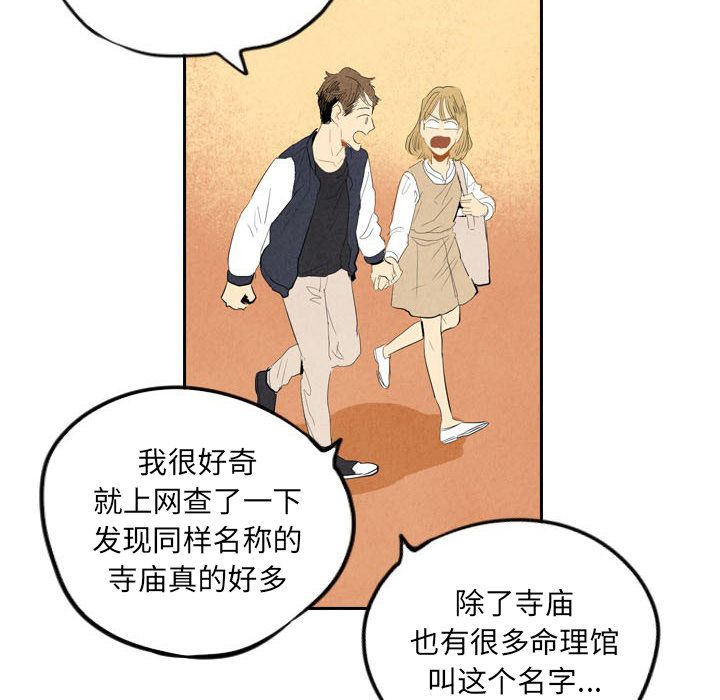 我很好奇
就上网查了一下
发现同样名称的
寺庙真的好多
除了寺庙
也有很多命理馆
叫这个名字...